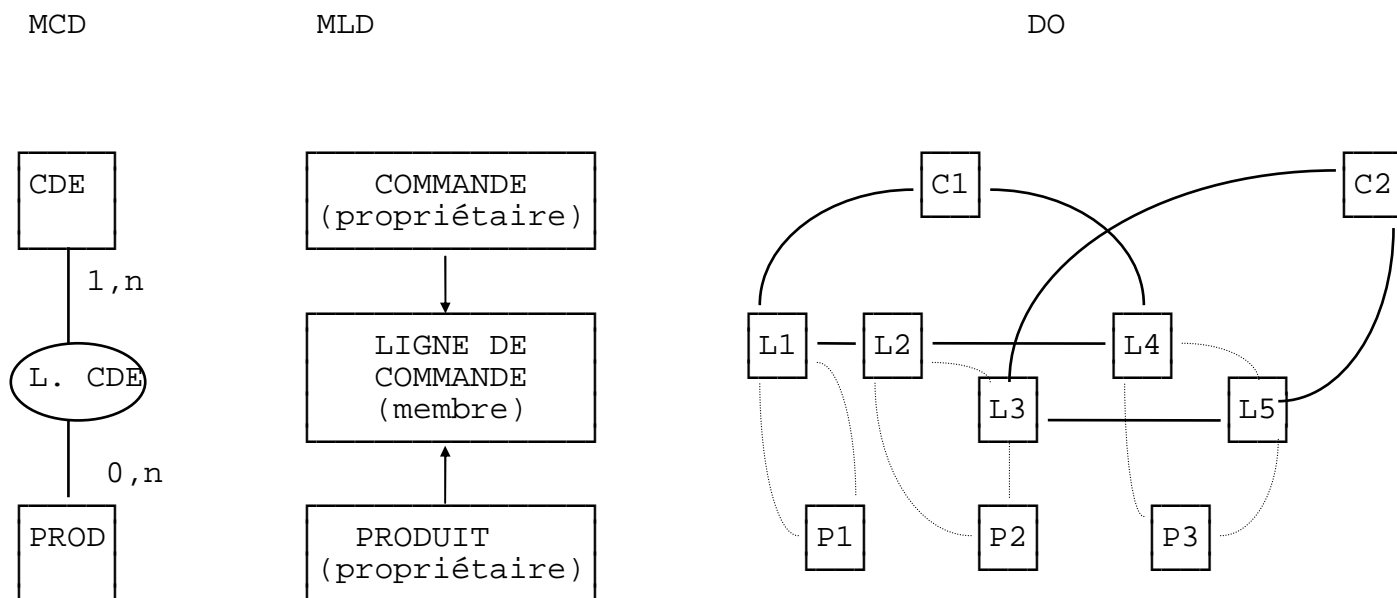 MCD
MLD
DO
CDE
1,n
L. CDE
0,n
PROD
COMMANDE
(propriétaire)
LIGNE DE
COMMANDE
(membre)
PRODUIT
(propriétaire)
C1
C2
L1
L2
L4
L3
L5
P1
P2
P3